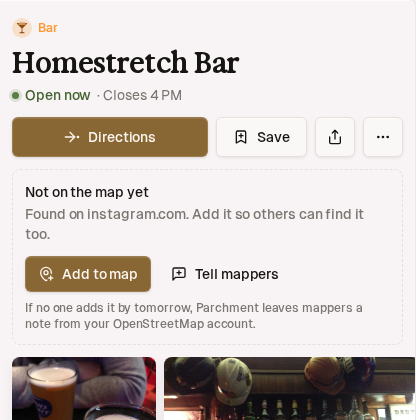 Bar
Homestretch Bar
Open now · Closes 4 PM
Directions
Save
Not on the map yet
Found on instagram.com. Add it so others can find it
too.
Add to map
Tell mappers
If no one adds it by tomorrow, Parchment leaves mappers a
note from your OpenStreetMap account.